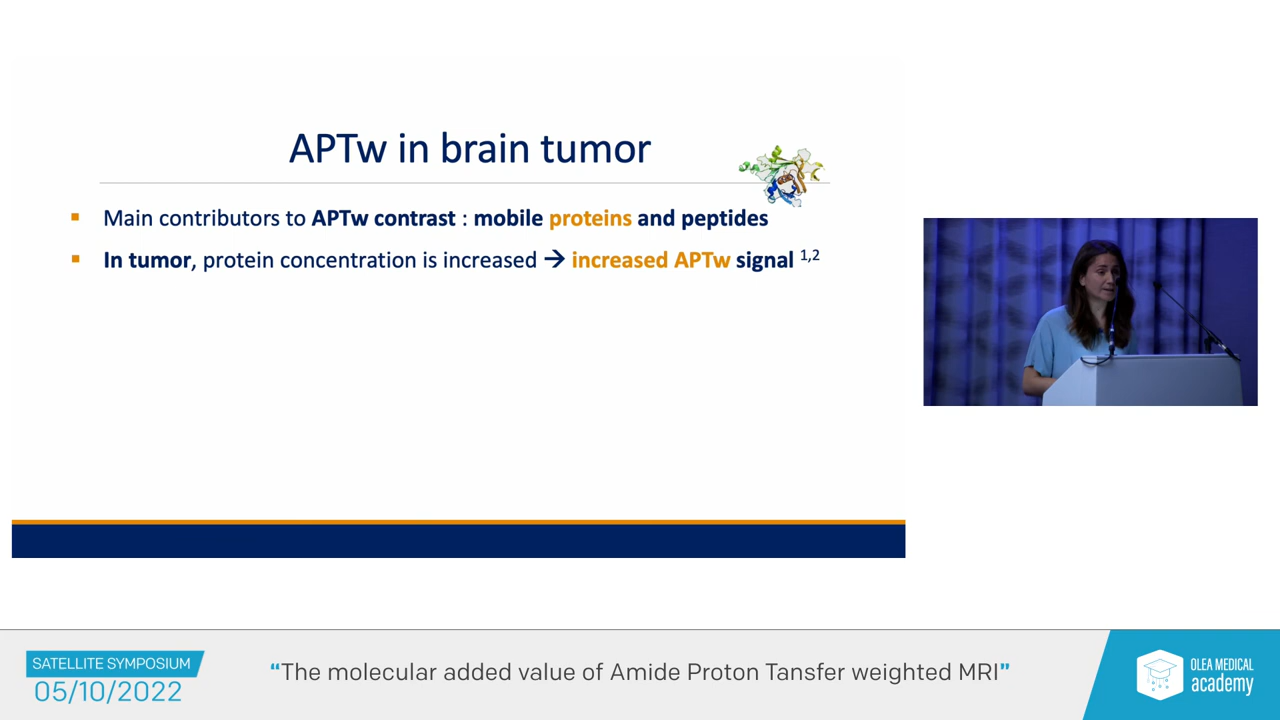 APTw in brain tumor
▪ Main contributors to APTw contrast : mobile proteins and peptides
▪ In tumor, protein concentration is increased → increased APTw signal 1,2
SATELLITE SYMPOSIUM
05/10/2022
“The molecular added value of Amide Proton Tansfer weighted MRI”
OLEA MEDICAL
academy